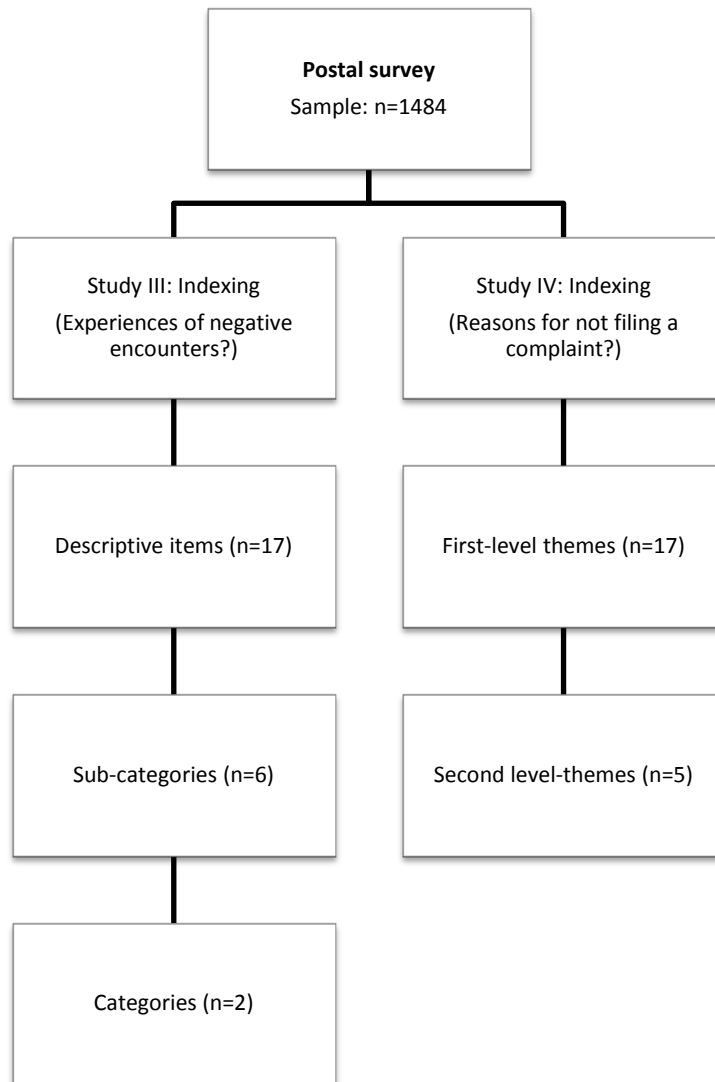 Postal survey
Sample: n=1484
Study III: Indexing
(Experiences of negative
encounters?)
Study IV: Indexing
(Reasons for not filing a
complaint?)
Descriptive items (n=17)
First-level themes (n=17)
Sub-categories (n=6)
Second level-themes (n=5)
Categories (n=2)